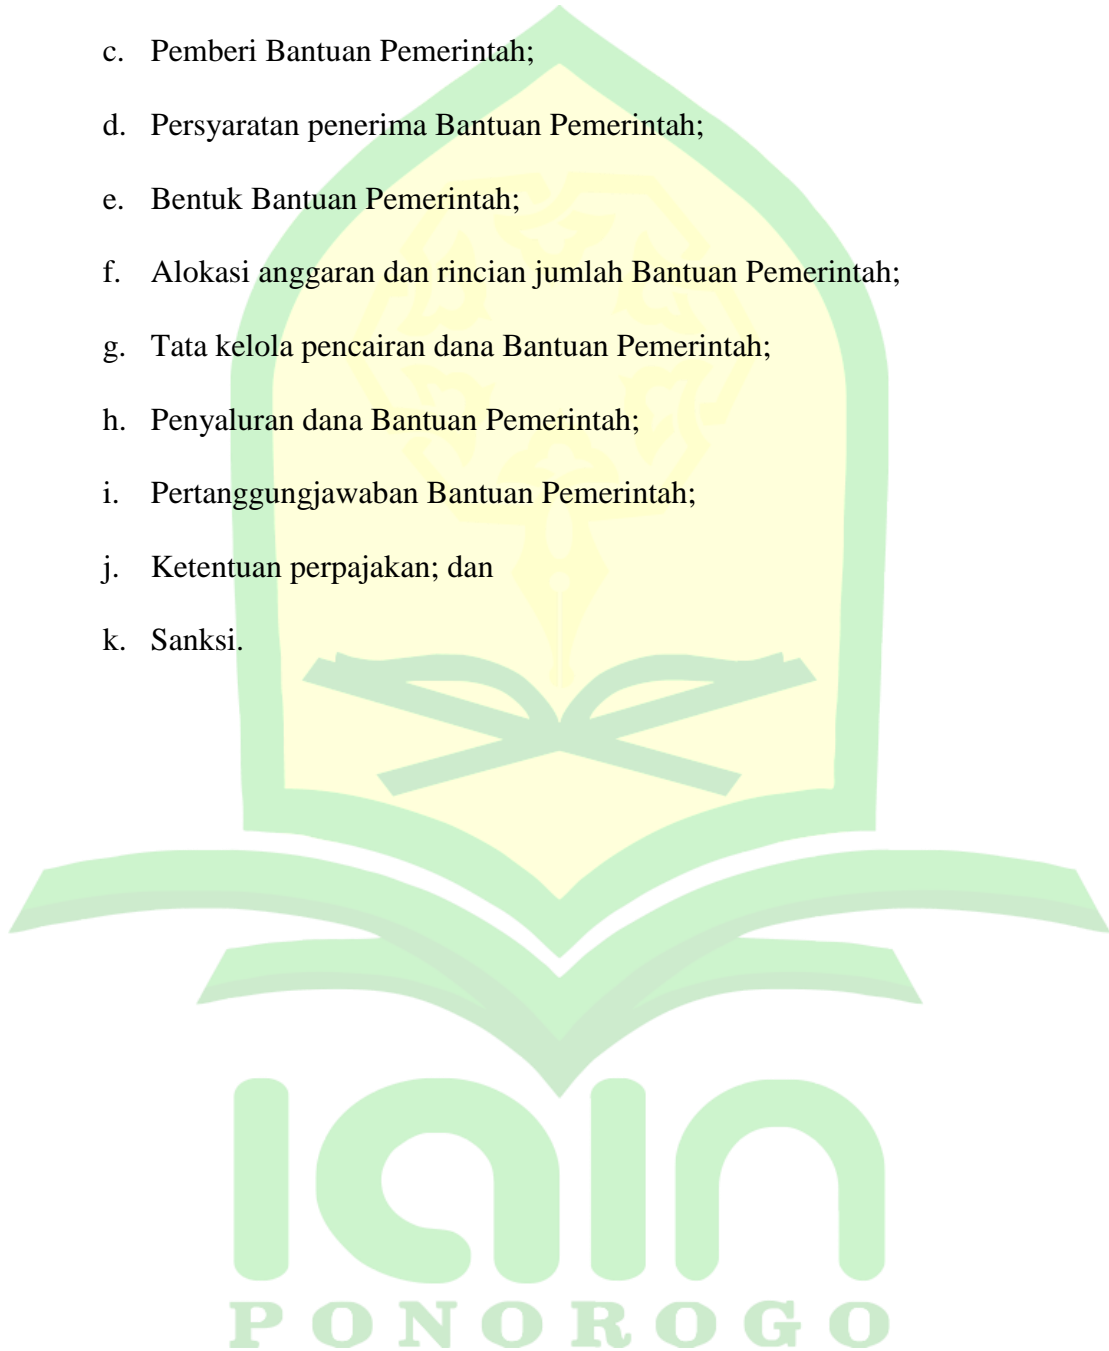 c. Pemberi Bantuan Pemerintah;
d. Persyaratan penerima Bantuan Pemerintah;
e. Bentuk Bantuan Pemerintah;
f. Alokasi anggaran dan rincian jumlah Bantuan Pemerintah;
g. Tata kelola pencairan dana Bantuan Pemerintah;
h. Penyaluran dana Bantuan Pemerintah;
i. Pertanggungjawaban Bantuan Pemerintah;
j. Ketentuan perpajakan; dan
k. Sanksi.
IAIN
PONOROGO